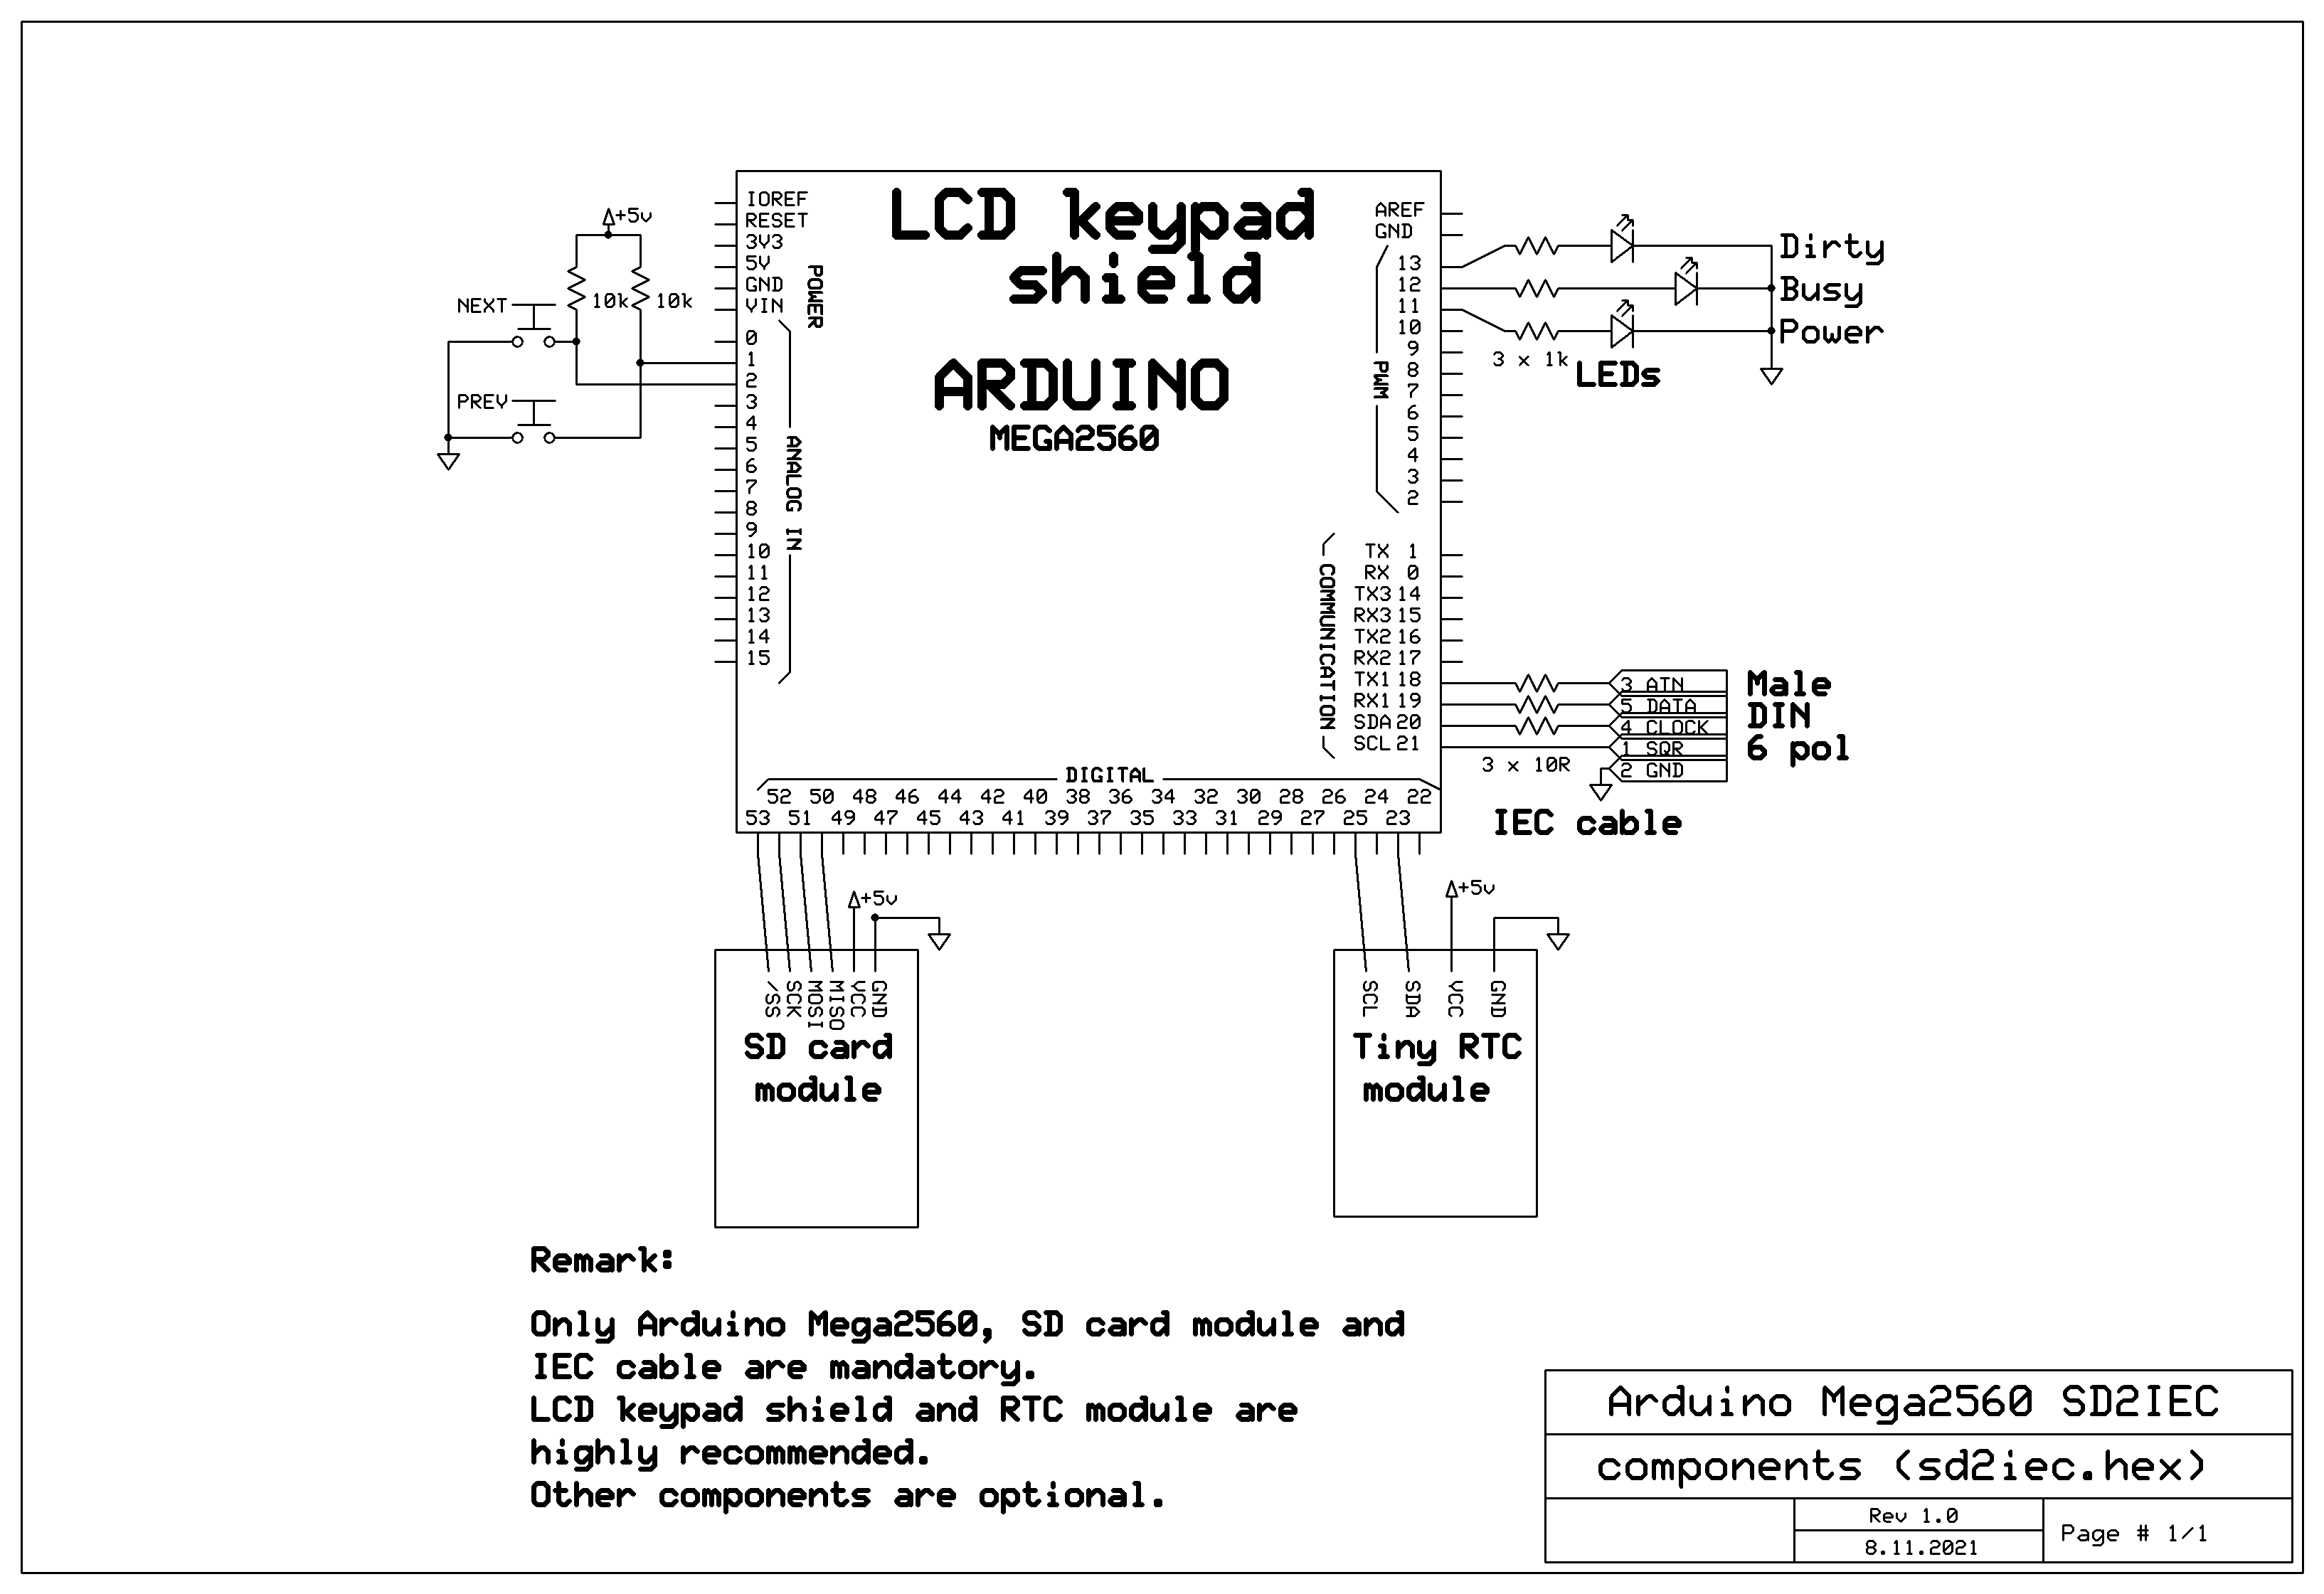 LCD keypad
shield
ARDUINO
MEGA2560
IOREF
RESET
3V3
5V
GND
VIN
POWER
0
1
2
3
4
5
6
7
8
9
10
11
12
13
14
15
ANALOG IN
+5v
10k
10k
NEXT
PREV
AREF
GND
13
12
11
10
9
8
7
6
5
4
3
2
PWM
Dirty
Busy
Power
3 x 1k
LEDs
TX 1
RX 0
TX3 14
RX3 15
TX2 16
RX2 17
TX1 18
RX1 19
SDA 20
SCL 21
COMMUNICATION
3 ATN
5 DATA
4 CLOCK
1 SQR
2 GND
Male
DIN
6 pol
3 x 10R
IEC cable
DIGITAL
52 50 48 46 44 42 40 38 36 34 32 30 28 26 24 22
53 51 49 47 45 43 41 39 37 35 33 31 29 27 25 23
+5v
/SS
SCK
MOSI
MISO
VCC
GND
SD card
module
+5v
SCL
SDA
VCC
GND
Tiny RTC
module
Remark:
Only Arduino Mega2560, SD card module and
IEC cable are mandatory.
LCD keypad shield and RTC module are
highly recommended.
Other components are optional.
Arduino Mega2560 SD2IEC
components (sd2iec.hex)
Rev 1.0
8.11.2021
Page # 1/1